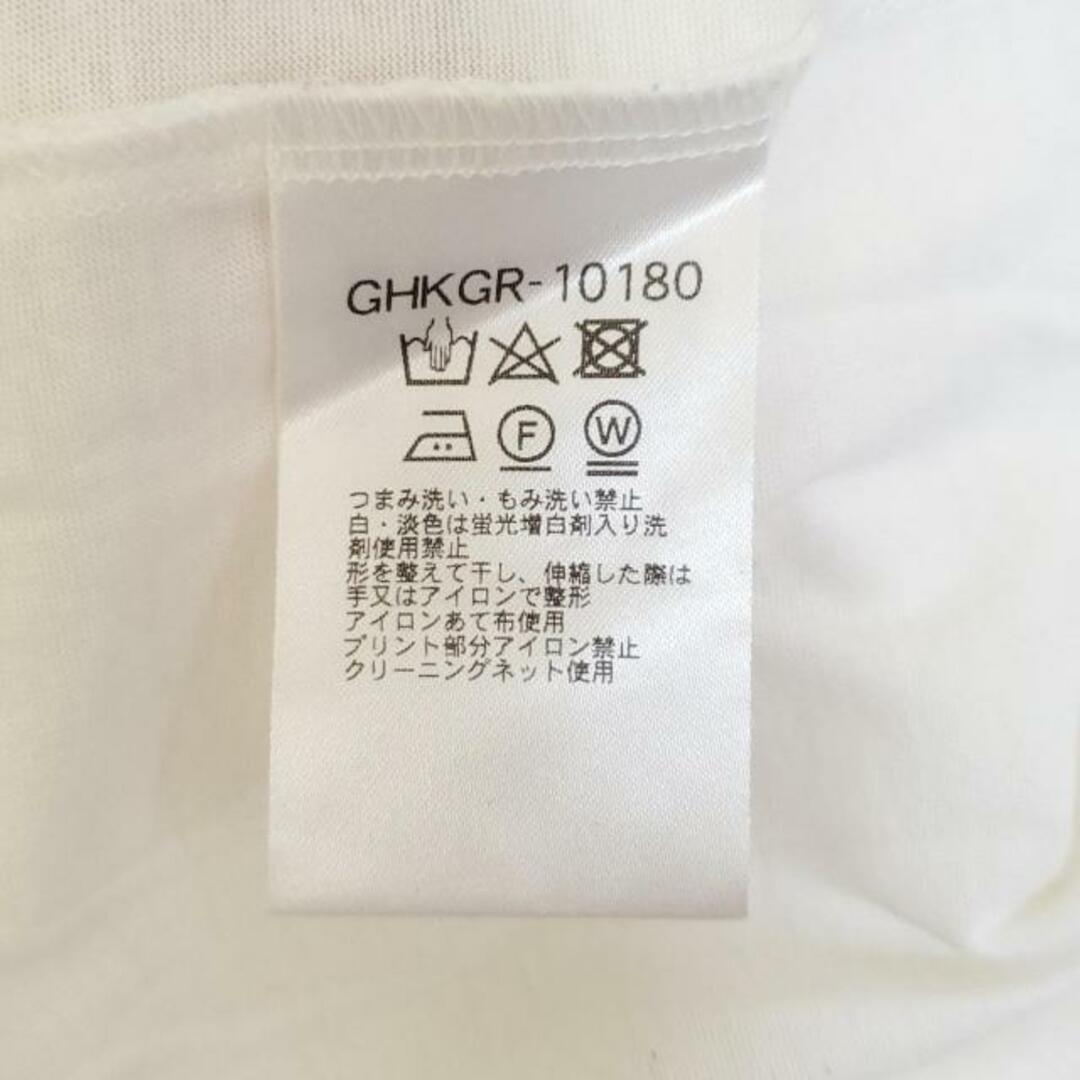 GHKGR-10180
F W
つまみ洗い・もみ洗い禁止
白・淡色は蛍光増白剤入り洗
剤使用禁止
形を整えて干し、伸縮した際は
手又はアイロンで整形
アイロンあて布使用
プリント部分アイロン禁止
クリーニングネット使用